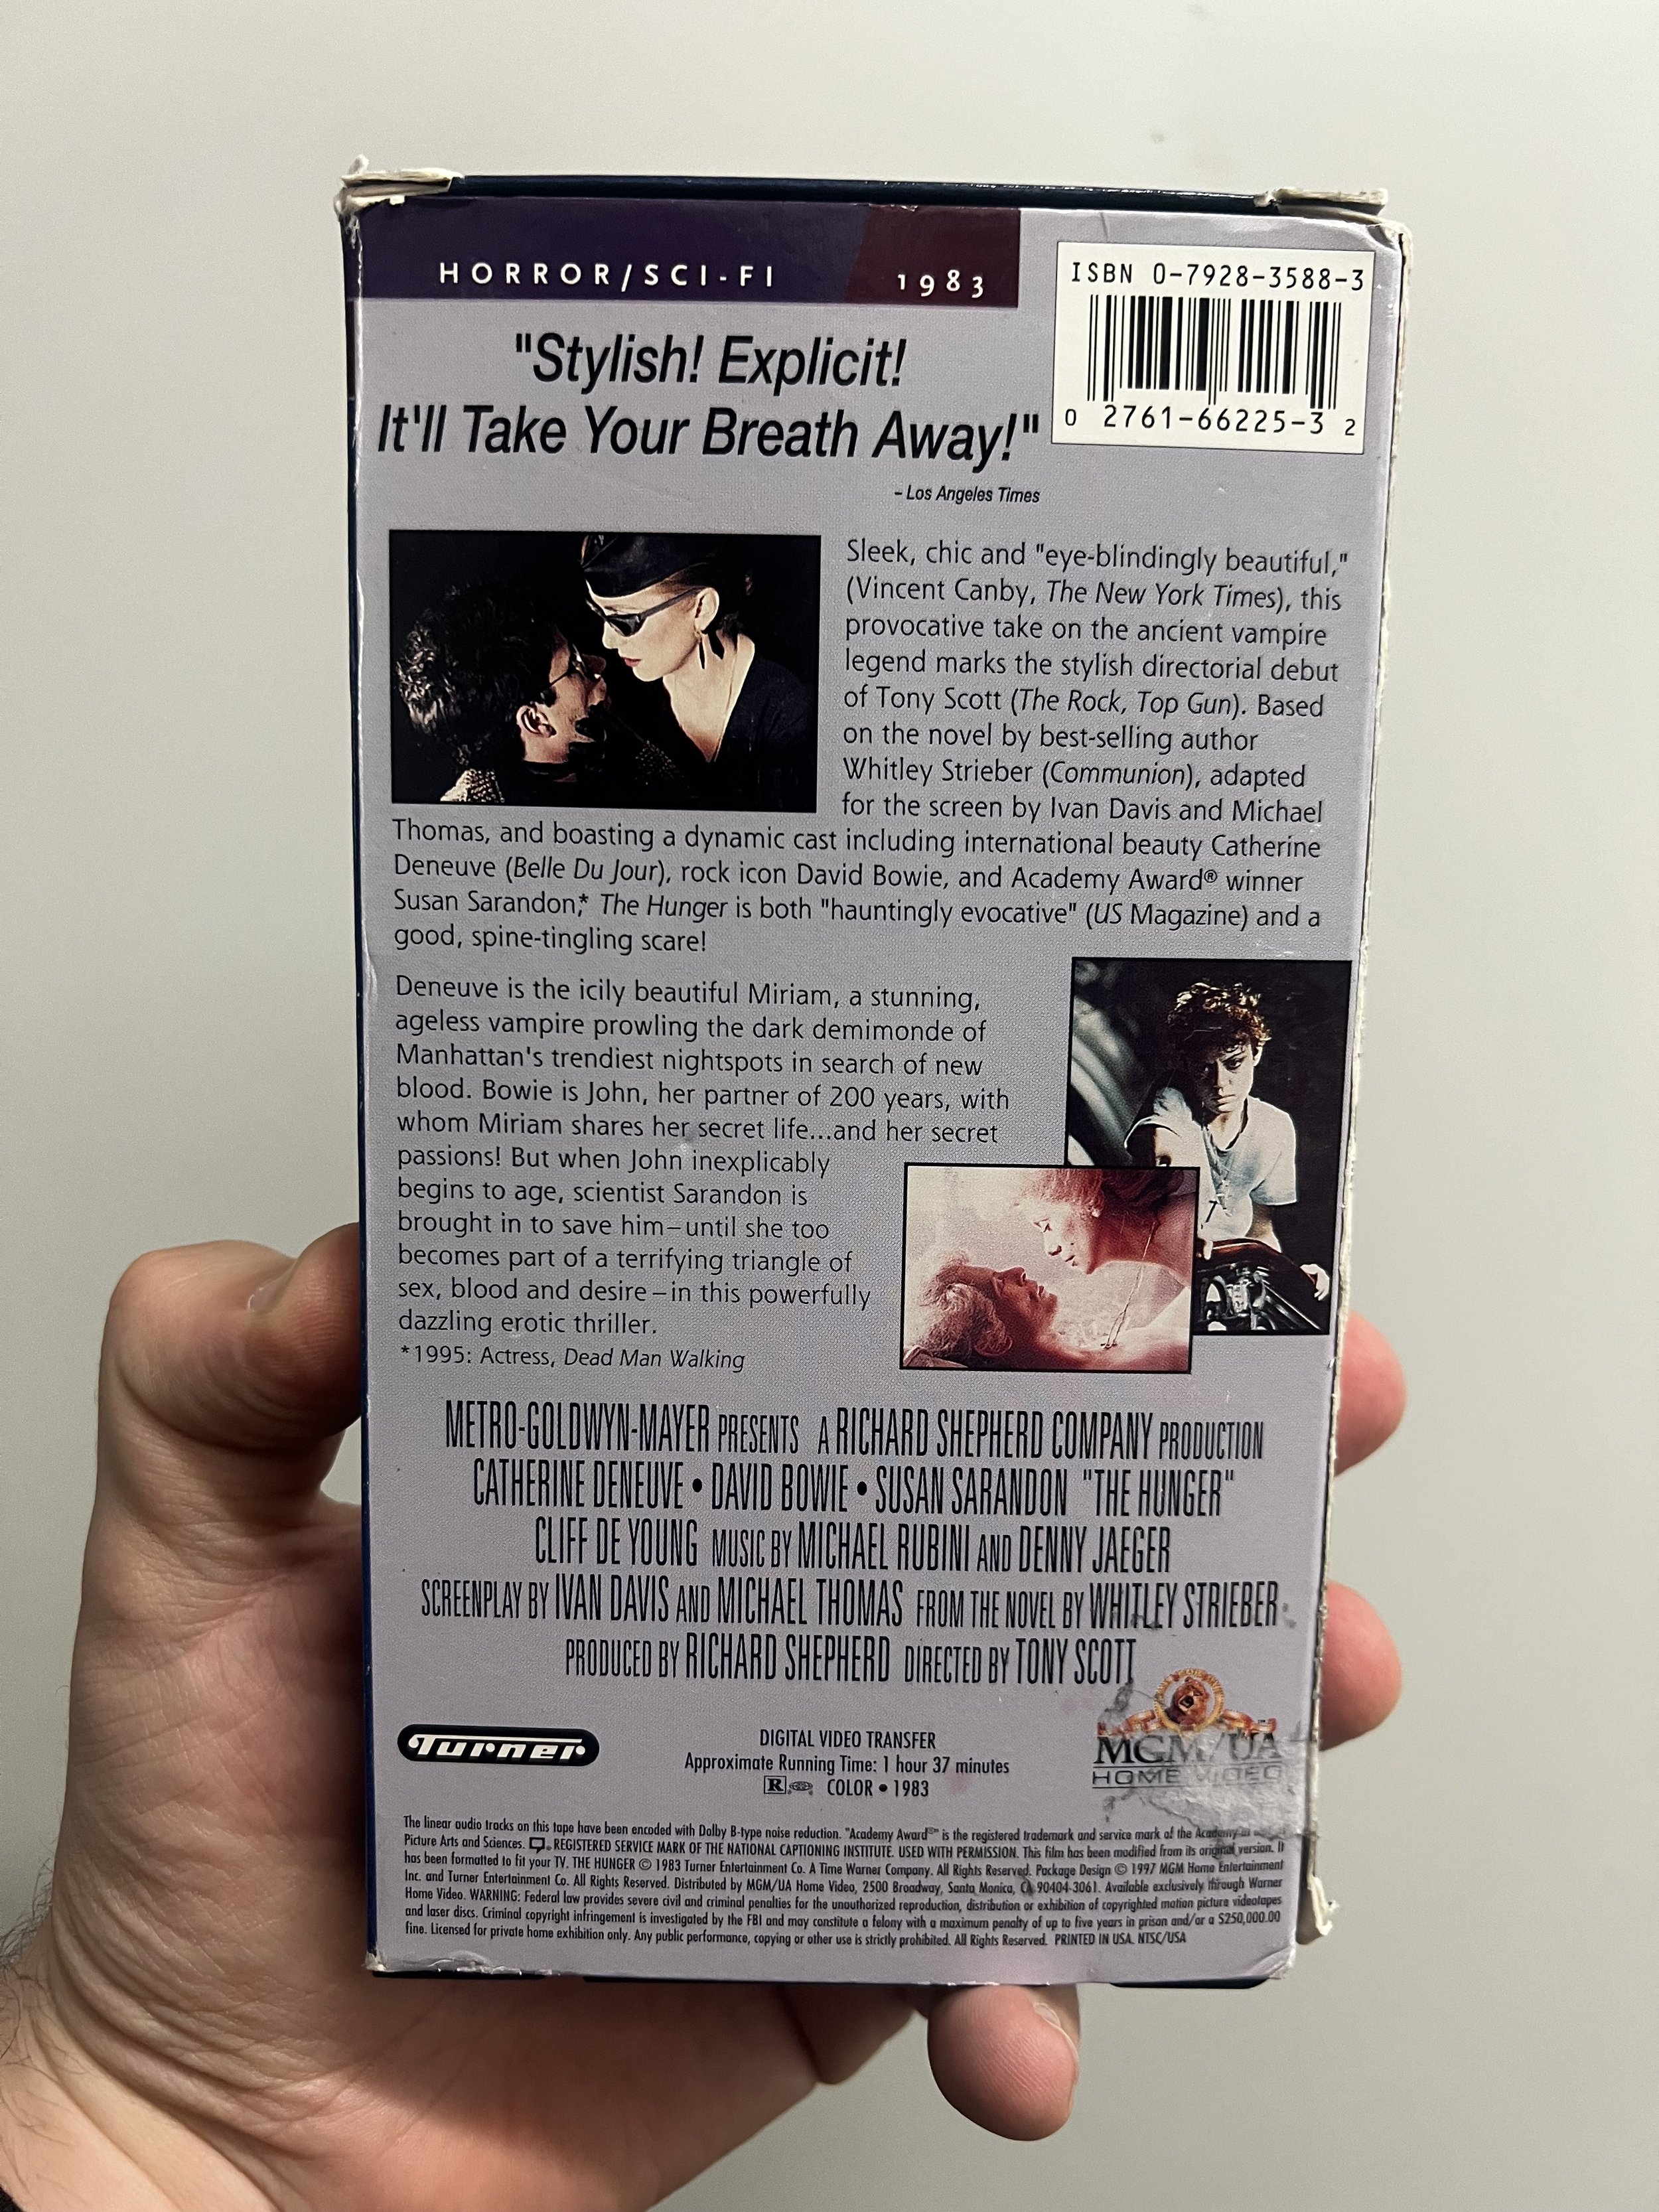 HORROR/SCI-FI
1983
ISBN 0-7928-3588-3
0 2761-66225-3 2
"Stylish! Explicit!
It'll Take Your Breath Away!"
– Los Angeles Times
Sleek, chic and "eye-blindingly beautiful,"
(Vincent Canby, The New York Times), this
provocative take on the ancient vampire
legend marks the stylish directorial debut
of Tony Scott (The Rock, Top Gun). Based
on the novel by best-selling author
Whitley Strieber (Communion), adapted
for the screen by Ivan Davis and Michael
Thomas, and boasting a dynamic cast including international beauty Catherine
Deneuve (Belle Du Jour), rock icon David Bowie, and Academy Award® winner
Susan Sarandon,* The Hunger is both "hauntingly evocative" (US Magazine) and a
good, spine-tingling scare!
Deneuve is the icily beautiful Miriam, a stunning,
ageless vampire prowling the dark demimonde of
Manhattan's trendiest nightspots in search of new
blood. Bowie is John, her partner of 200 years, with
whom Miriam shares her secret life...and her secret
passions! But when John inexplicably
begins to age, scientist Sarandon is
brought in to save him–until she too
becomes part of a terrifying triangle of
sex, blood and desire–in this powerfully
dazzling erotic thriller.
*1995: Actress, Dead Man Walking
METRO-GOLDWYN-MAYER PRESENTS A RICHARD SHEPHERD COMPANY PRODUCTION
CATHERINE DENEUVE • DAVID BOWIE • SUSAN SARANDON "THE HUNGER"
CLIFF DE YOUNG MUSIC BY MICHAEL RUBINI AND DENNY JAEGER
SCREENPLAY BY IVAN DAVIS AND MICHAEL THOMAS FROM THE NOVEL BY WHITLEY STRIEBER
PRODUCED BY RICHARD SHEPHERD DIRECTED BY TONY SCOTT
Turner
DIGITAL VIDEO TRANSFER
Approximate Running Time: 1 hour 37 minutes
R COLOR • 1983
MGM/UA
HOME VIDEO
The linear audio tracks on this tape have been encoded with Dolby B-type noise reduction. "Academy Award®" is the registered trademark and service mark of the Academy of
Picture Arts and Sciences. REGISTERED SERVICE MARK OF THE NATIONAL CAPTIONING INSTITUTE. USED WITH PERMISSION. This film has been modified from its original version. It
has been formatted to fit your TV. THE HUNGER © 1983 Turner Entertainment Co. A Time Warner Company. All Rights Reserved. Package Design © 1997 MGM Home Entertainment
Inc. and Turner Entertainment Co. All Rights Reserved. Distributed by MGM/UA Home Video, 2500 Broadway, Santa Monica, CA 90404-3061. Available exclusively through Warner
Home Video. WARNING: Federal law provides severe civil and criminal penalties for the unauthorized reproduction, distribution or exhibition of copyrighted motion picture videotapes
and laser discs. Criminal copyright infringement is investigated by the FBI and may constitute a felony with a maximum penalty of up to five years in prison and/or a $250,000.00
fine. Licensed for private home exhibition only. Any public performance, copying or other use is strictly prohibited. All Rights Reserved. PRINTED IN USA. NTSC/USA